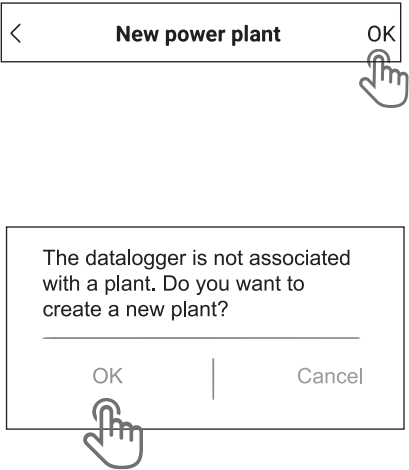 < New power plant OK
The datalogger is not associated
with a plant. Do you want to
create a new plant?
OK Cancel